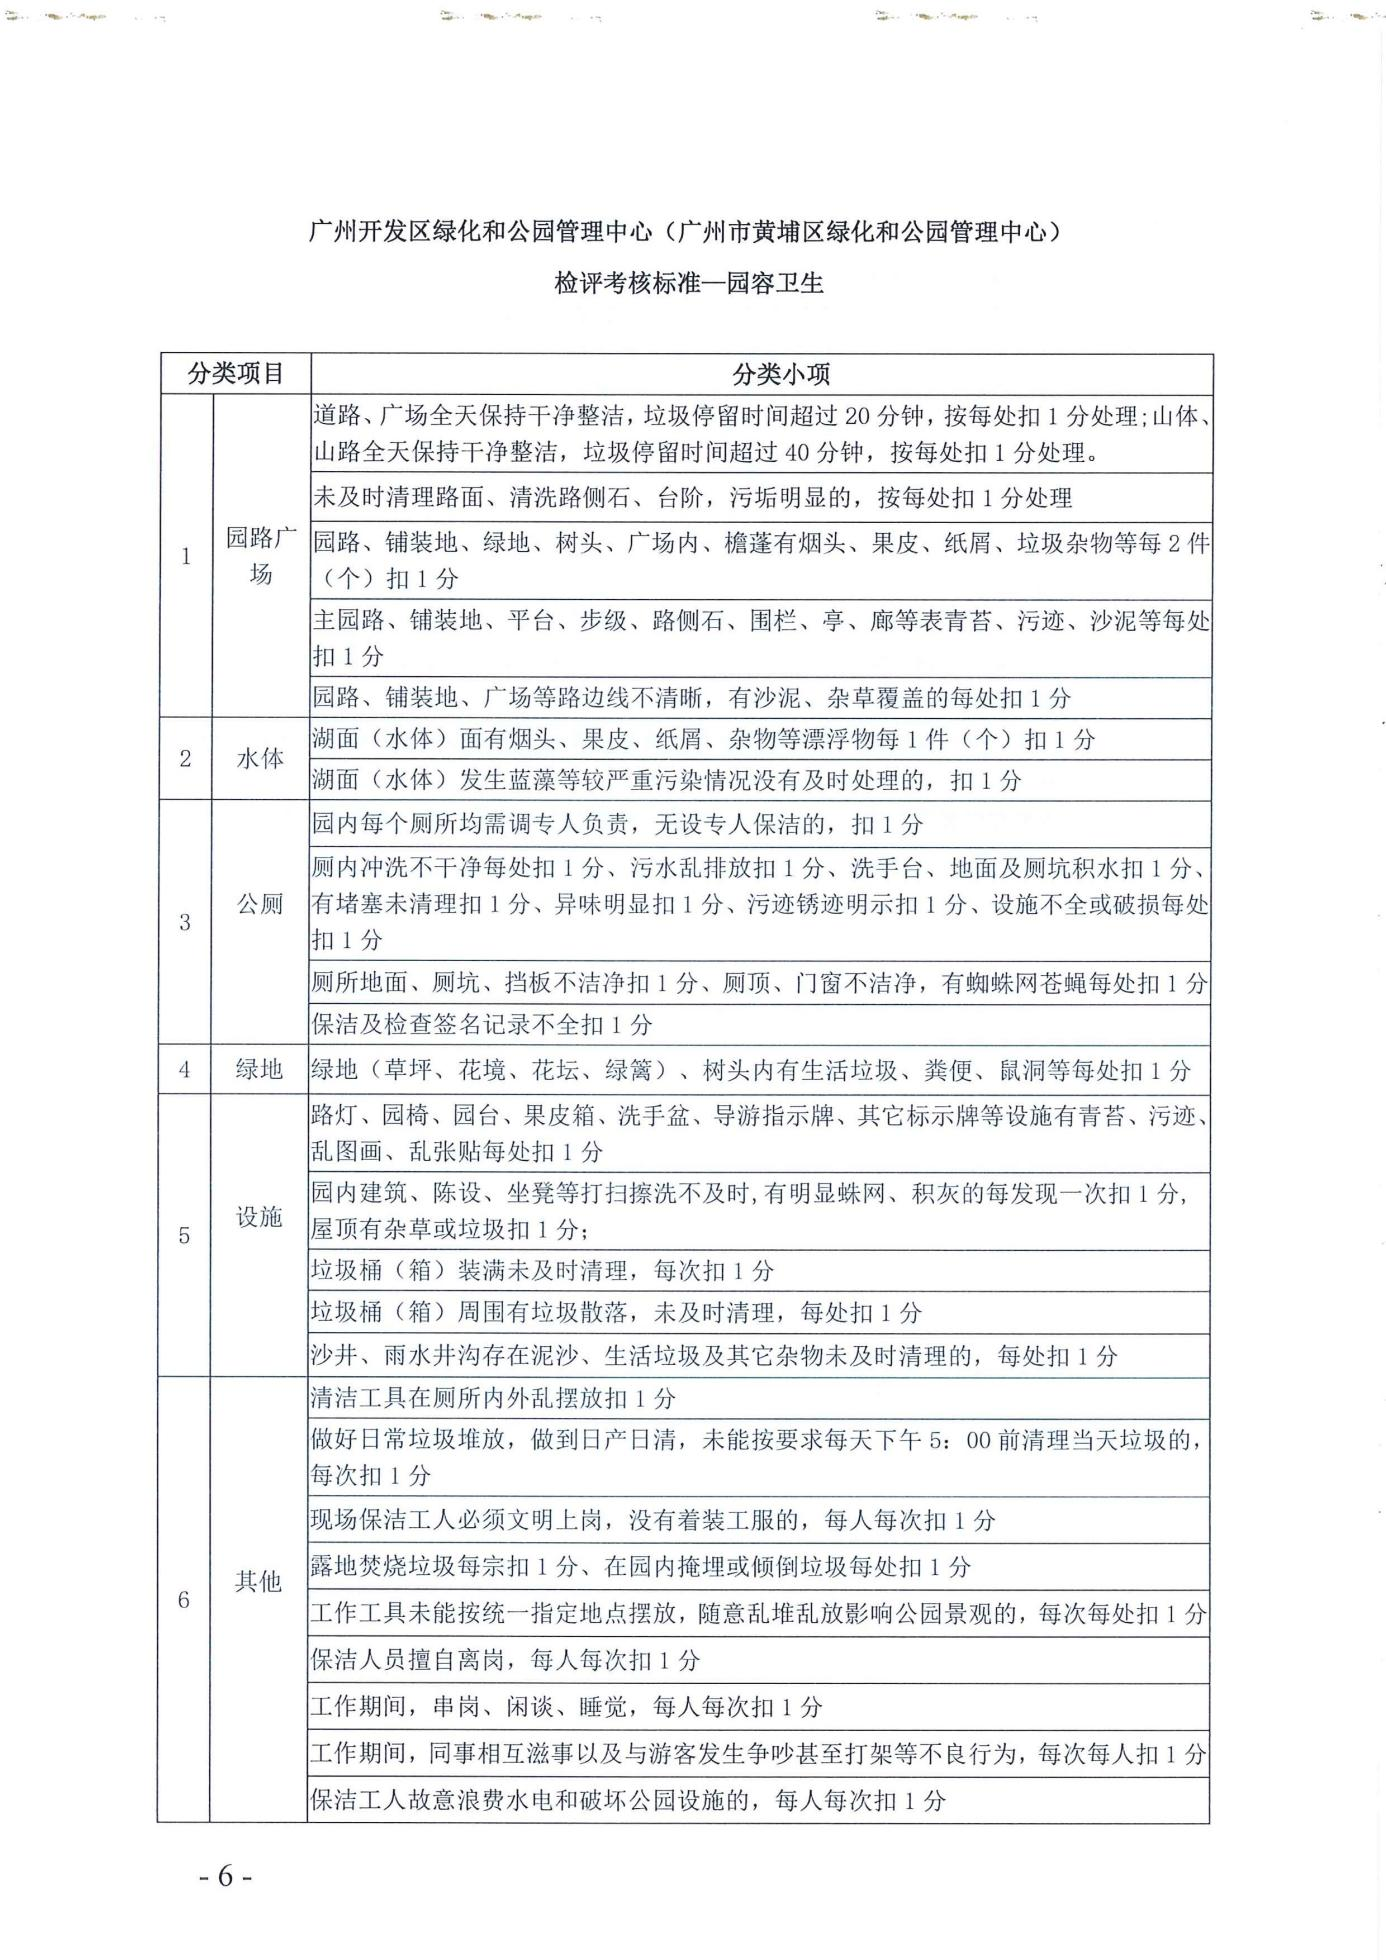 广州开发区绿化和公园管理中心（广州市黄埔区绿化和公园管理中心）
检评考核标准—园容卫生
分类项目
分类小项
1
园路广
场
道路、广场全天保持干净整洁，垃圾停留时间超过 20 分钟，按每处扣 1 分处理;山体、
山路全天保持干净整洁，垃圾停留时间超过 40 分钟，按每处扣 1 分处理。
未及时清理路面、清洗路侧石、台阶，污垢明显的，按每处扣 1 分处理
园路、铺装地、绿地、树头、广场内、檐蓬有烟头、果皮、纸屑、垃圾杂物等每 2 件
（个）扣 1 分
主园路、铺装地、平台、步级、路侧石、围栏、亭、廊等表青苔、污迹、沙泥等每处
扣 1 分
园路、铺装地、广场等路边线不清晰，有沙泥、杂草覆盖的每处扣 1 分
2
水体
湖面（水体）面有烟头、果皮、纸屑、杂物等漂浮物每 1 件（个）扣 1 分
湖面（水体）发生蓝藻等较严重污染情况没有及时处理的，扣 1 分
3
公厕
园内每个厕所均需调专人负责，无设专人保洁的，扣 1 分
厕内冲洗不干净每处扣 1 分、污水乱排放扣 1 分、洗手台、地面及厕坑积水扣 1 分、
有堵塞未清理扣 1 分、异味明显扣 1 分、污迹锈迹明示扣 1 分、设施不全或破损每处
扣 1 分
厕所地面、厕坑、挡板不洁净扣 1 分、厕顶、门窗不洁净，有蜘蛛网苍蝇每处扣 1 分
保洁及检查签名记录不全扣 1 分
4
绿地
绿地（草坪、花境、花坛、绿篱）、树头内有生活垃圾、粪便、鼠洞等每处扣 1 分
5
设施
路灯、园椅、园台、果皮箱、洗手盆、导游指示牌、其它标示牌等设施有青苔、污迹、
乱图画、乱张贴每处扣 1 分
园内建筑、陈设、坐凳等打扫擦洗不及时,有明显蛛网、积灰的每发现一次扣 1 分，
屋顶有杂草或垃圾扣 1 分;
垃圾桶（箱）装满未及时清理，每次扣 1 分
垃圾桶（箱）周围有垃圾散落，未及时清理，每处扣 1 分
沙井、雨水井沟存在泥沙、生活垃圾及其它杂物未及时清理的，每处扣 1 分
6
其他
清洁工具在厕所内外乱摆放扣 1 分
做好日常垃圾堆放，做到日产日清，未能按要求每天下午 5：00 前清理当天垃圾的，
每次扣 1 分
现场保洁工人必须文明上岗，没有着装工服的，每人每次扣 1 分
露地焚烧垃圾每宗扣 1 分、在园内掩埋或倾倒垃圾每处扣 1 分
工作工具未能按统一指定地点摆放，随意乱堆乱放影响公园景观的，每次每处扣 1 分
保洁人员擅自离岗，每人每次扣 1 分
工作期间，串岗、闲谈、睡觉，每人每次扣 1 分
工作期间，同事相互滋事以及与游客发生争吵甚至打架等不良行为，每次每人扣 1 分
保洁工人故意浪费水电和破坏公园设施的，每人每次扣 1 分
- 6 -